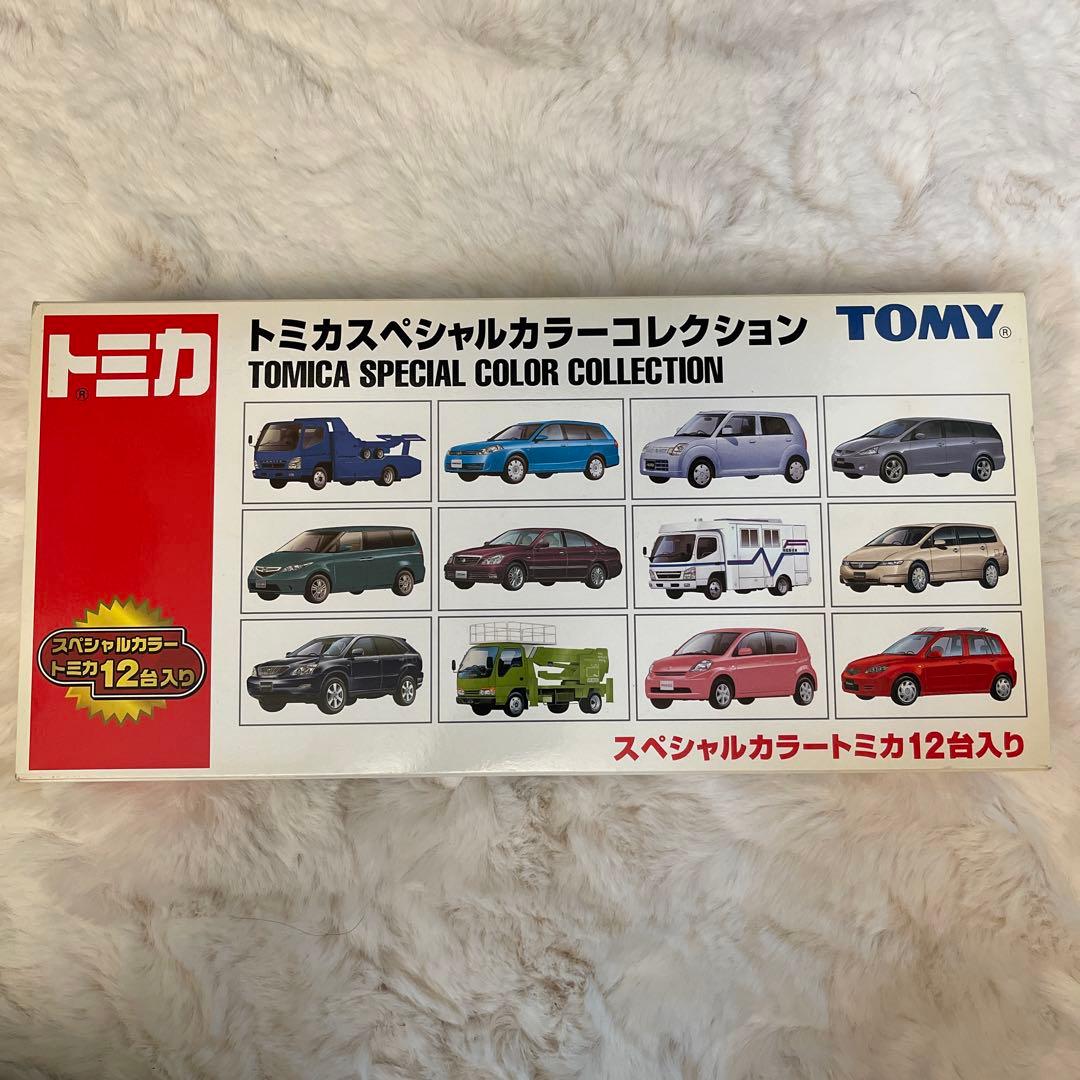 トミカ
®
トミカスペシャルカラーコレクション
TOMICA SPECIAL COLOR COLLECTION
TOMY®
スペシャルカラー
トミカ12台入り
スペシャルカラートミカ12台入り